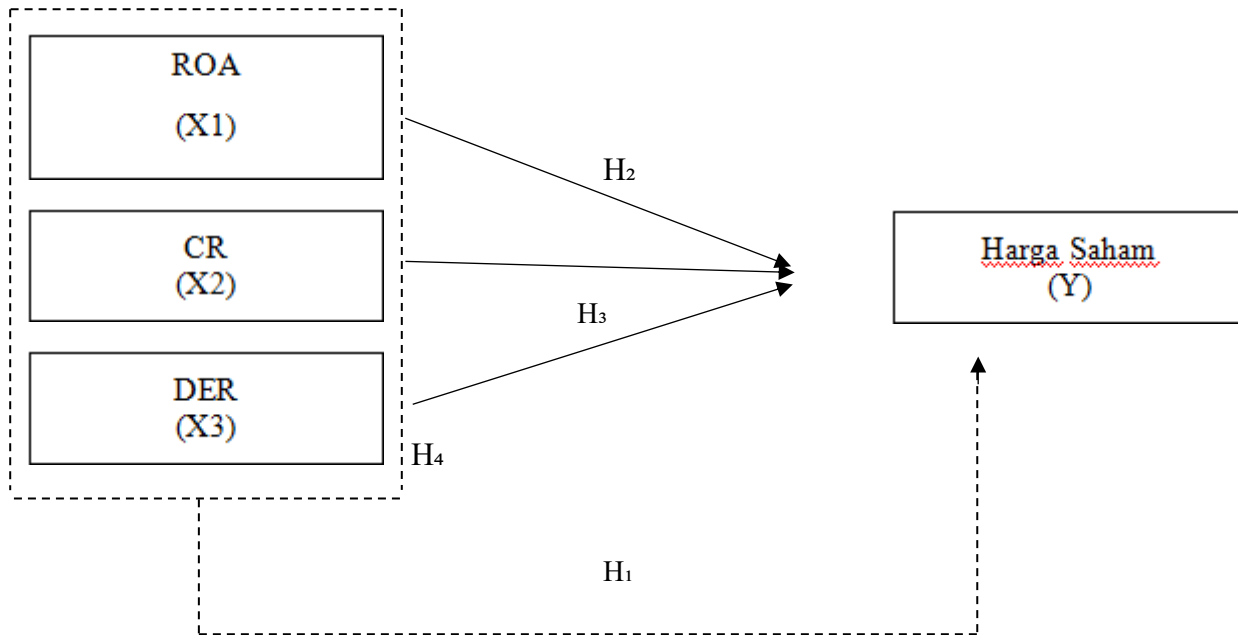 ROA
(X1)
H₂
CR
(X2)
Harga Saham
(Y)
H₃
DER
(X3)
H₄
H₁